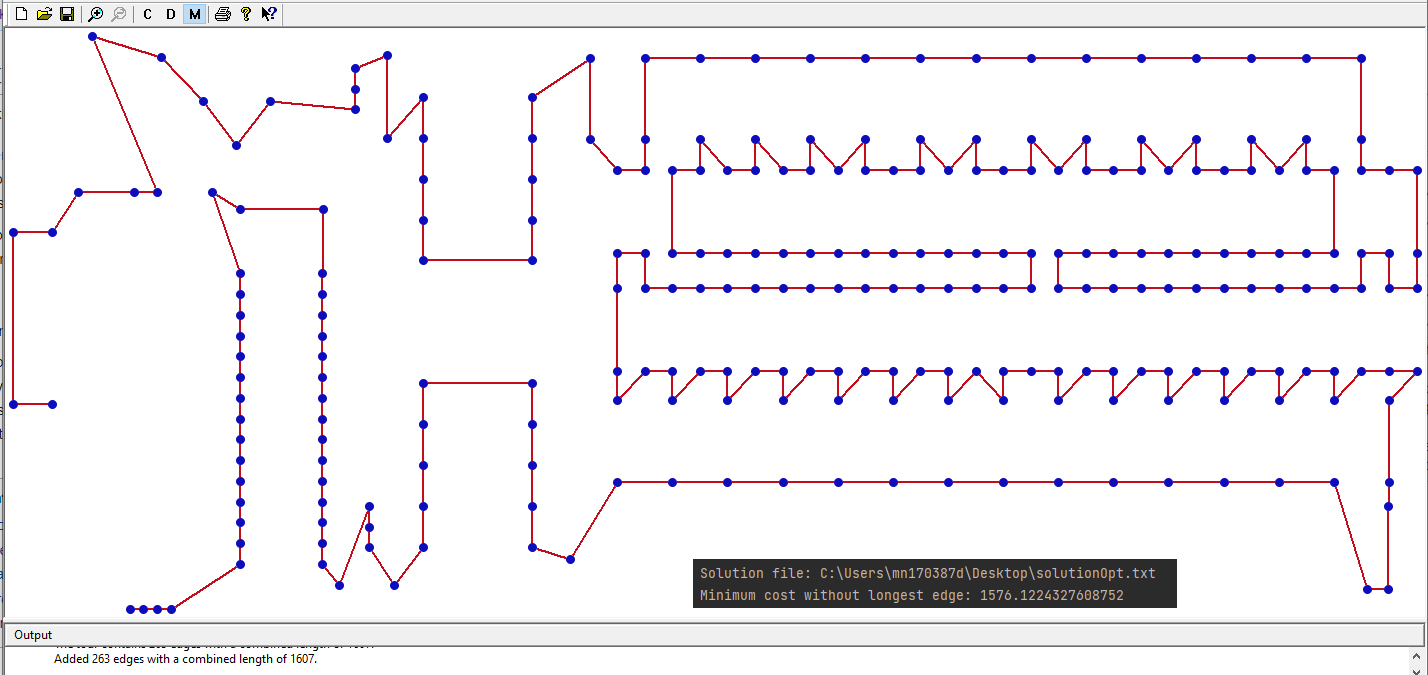 C D M
Solution file: C:\Users\mn170387d\Desktop\solutionOpt.txt
Minimum cost without longest edge: 1576.1224327608752
Output
Added 263 edges with a combined length of 1607.